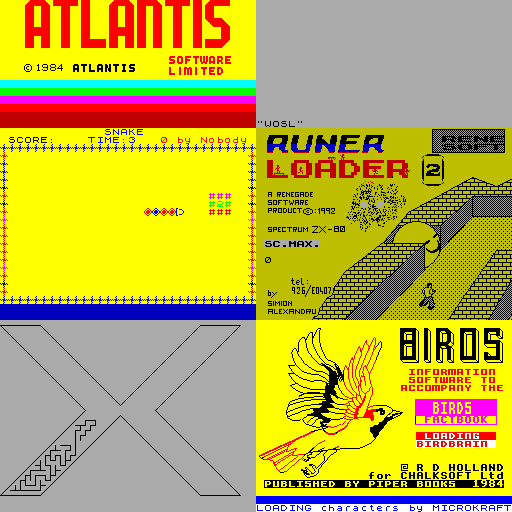 ATLANTIS
©1984 ATLANTIS SOFTWARE LIMITED
"WOSL"
SNAKE
SCORE: TIME:3 0 by Nobody
RUNER
LOADER 2
A RENEGADE
SOFTWARE
PRODUCT©:1992
SPECTRUM ZX-80
SC.MAX.
0
tel:
926/E0407
by
SIMION
ALEXANDRU
BIRDS
INFORMATION
SOFTWARE TO
ACCOMPANY THE
BIRDS
FACTBOOK
LOADING
BIRDBRAIN
@ R D HOLLAND
for CHALKSOFT Ltd
PUBLISHED BY PIPER BOOKS 1984
LOADING characters by MICROKRAFT